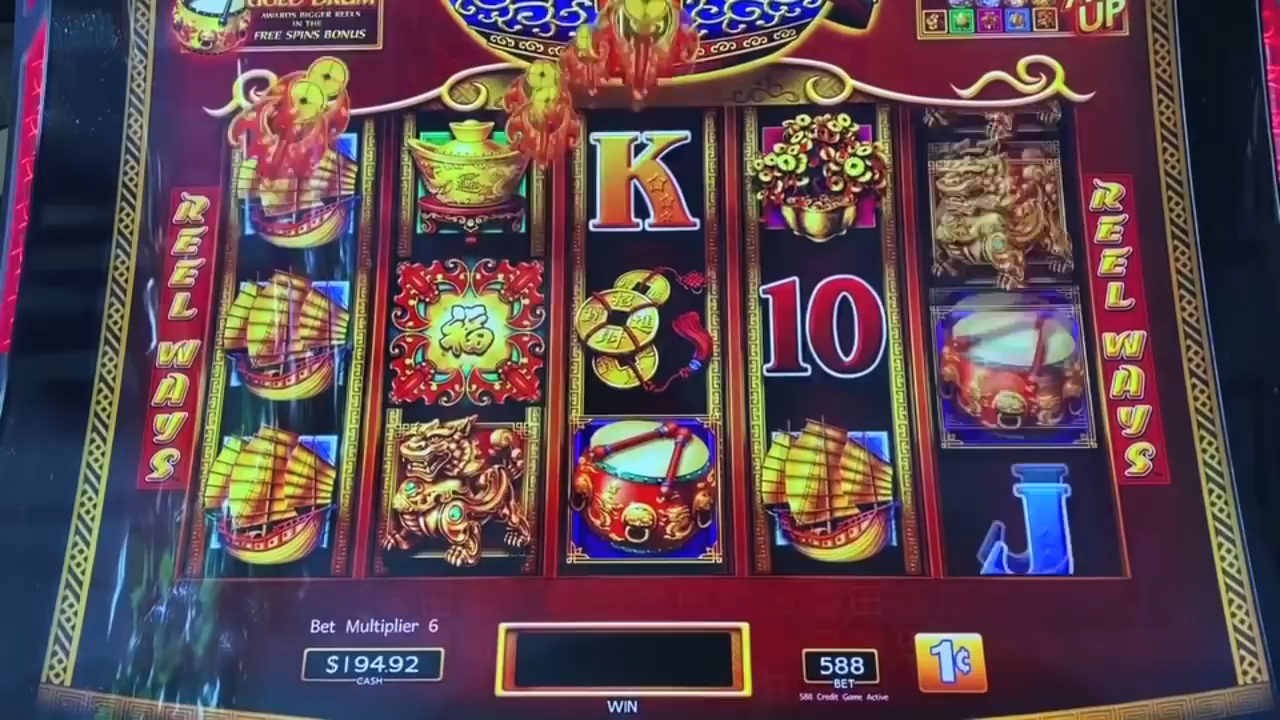 GOLD DRUM
AWARDS BIGGER REELS
IN THE
FREE SPINS BONUS
UP
K
REEL WAYS
福
10
REEL WAYS
J
Bet Multiplier 6
$194.92
CASH
WIN
588
BET
588 Credit Game Active
1¢